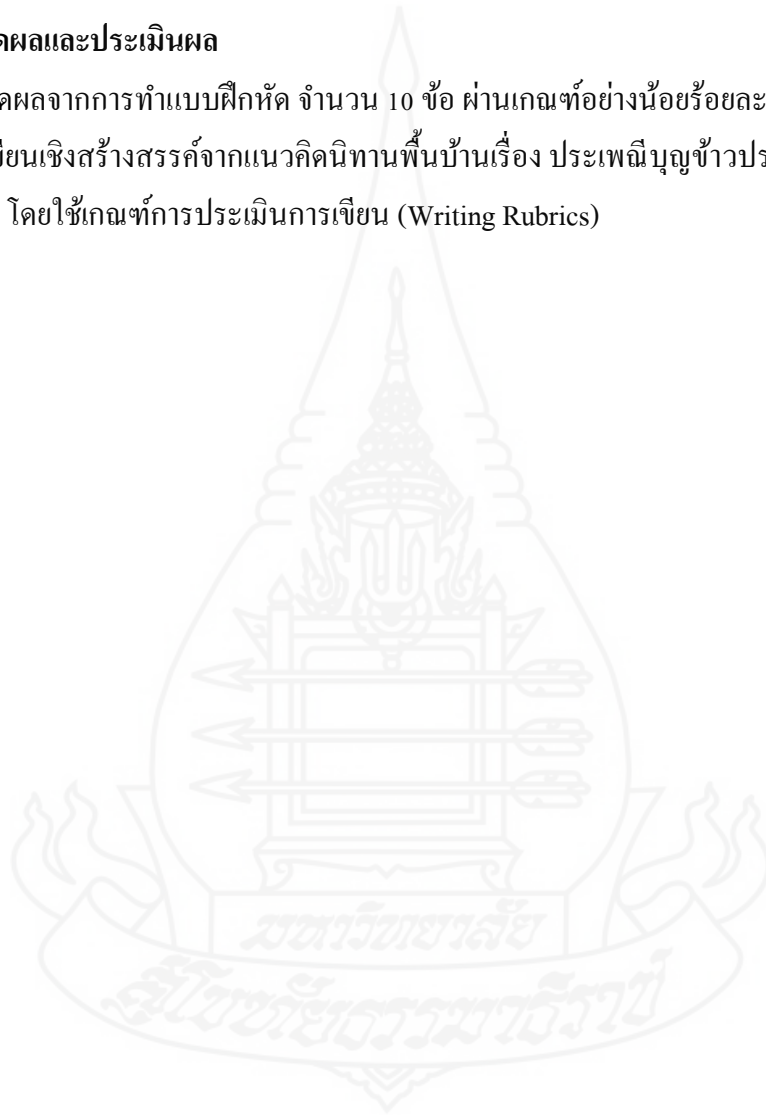 ดผลและประเมินผล
ดผลจากการทำแบบฝึกหัด จำนวน 10 ข้อ ผ่านเกณฑ์อย่างน้อยร้อยละ
ขียนเชิงสร้างสรรค์จากแนวคิดนิทานพื้นบ้านเรื่อง ประเพณีบุญข้าวประ
โดยใช้เกณฑ์การประเมินการเขียน (Writing Rubrics)
มหาวิทยาลัย
สุโขทัยธรรมาธิราช